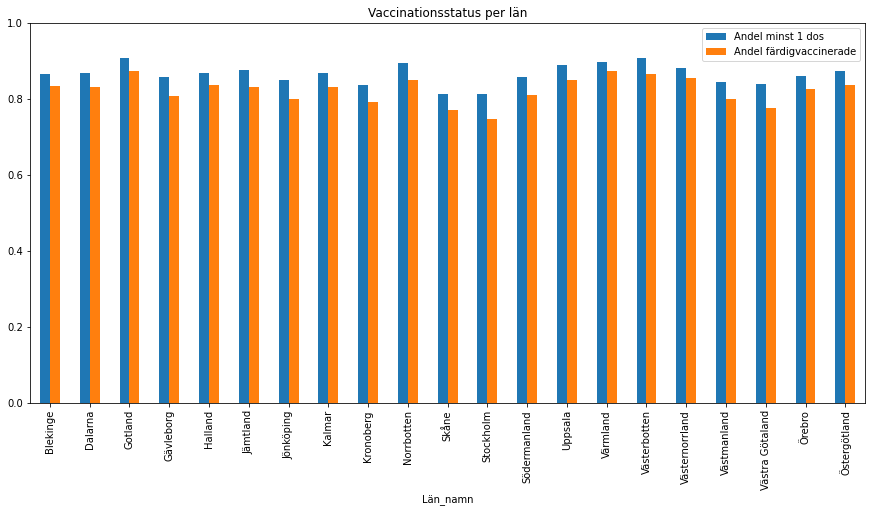 Vaccinationsstatus per län
Andel minst 1 dos
Andel färdigvaccinerade
1.0
0.8
0.6
0.4
0.2
0.0
Blekinge
Dalarna
Gotland
Gävleborg
Halland
Jämtland
Jönköping
Kalmar
Kronoberg
Norrbotten
Skåne
Stockholm
Södermanland
Uppsala
Värmland
Västerbotten
Västernorrland
Västmanland
Västra Götaland
Örebro
Östergötland
Län_namn